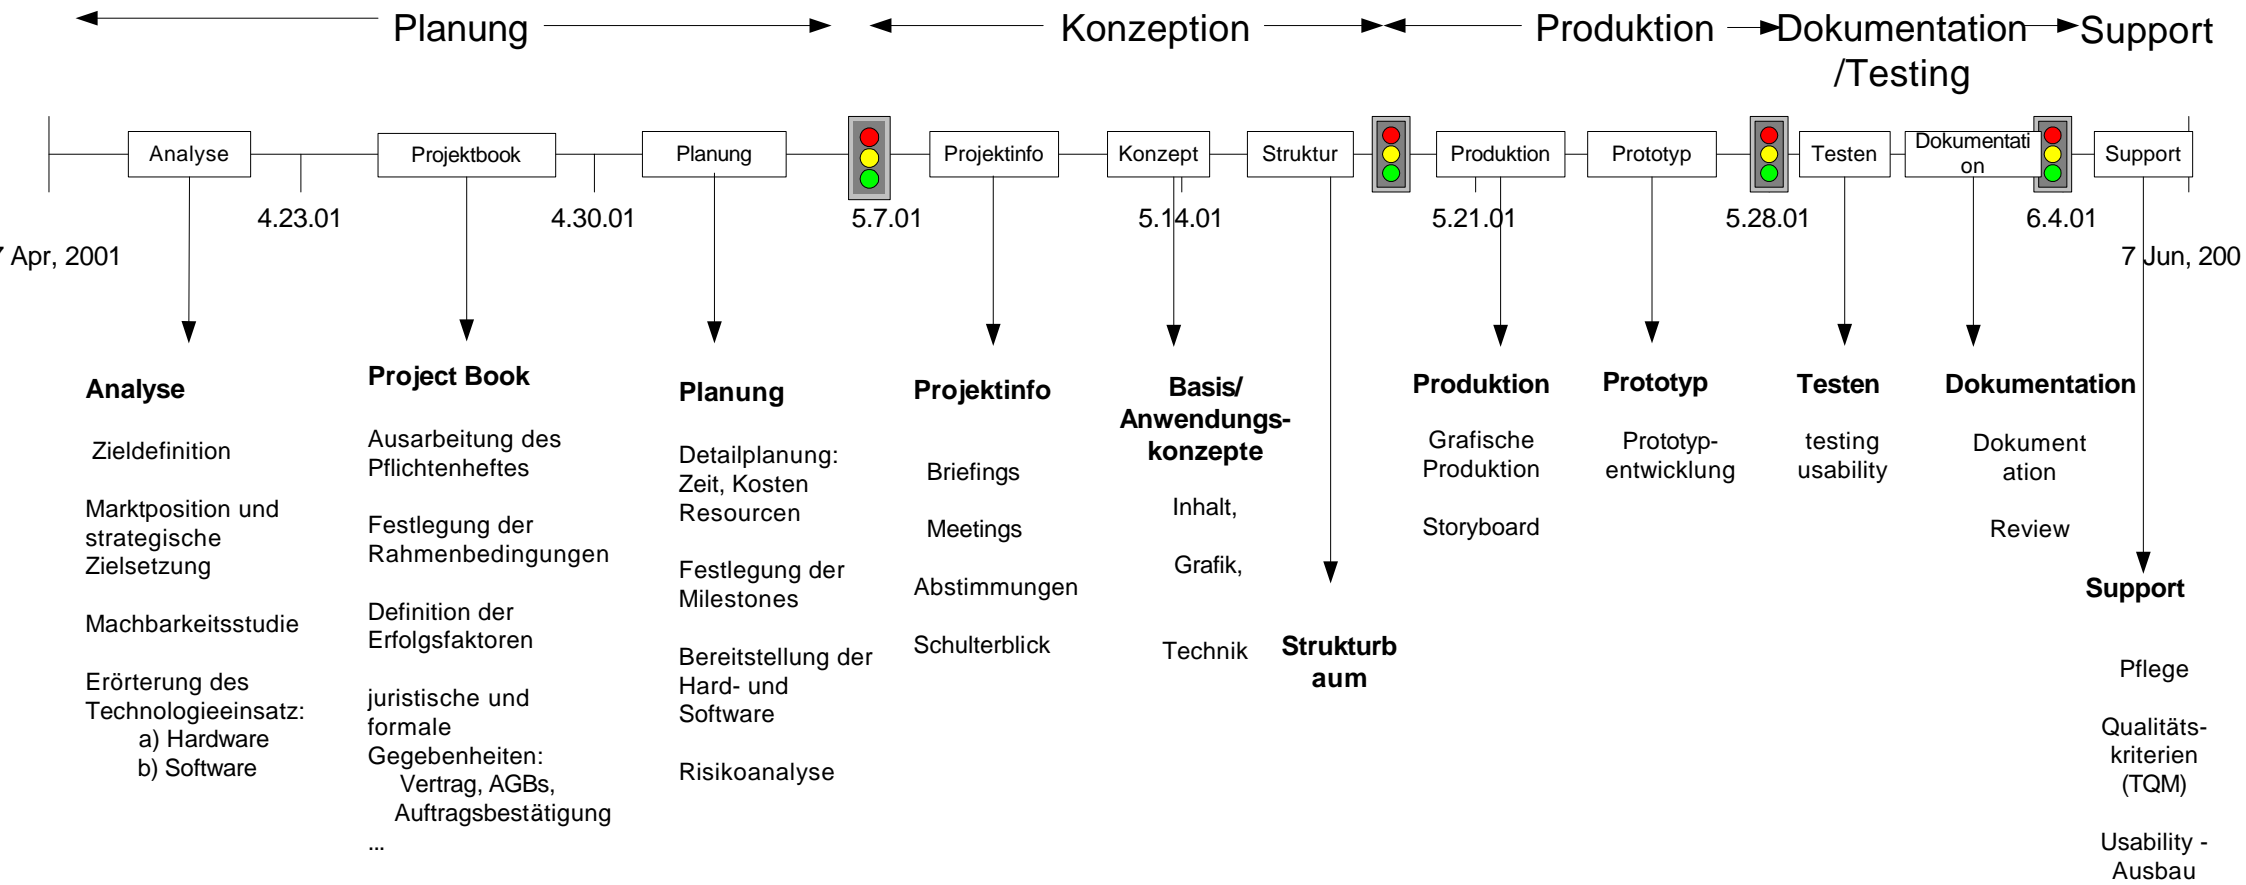 Planung
Konzeption
Produktion
Dokumentation
/Testing
Support
Analyse
Projektbook
Planung
Projektinfo
Konzept
Struktur
Produktion
Prototyp
Testen
Dokumentati
on
Support
4.23.01
4.30.01
5.7.01
5.14.01
5.21.01
5.28.01
6.4.01
Apr, 2001
7 Jun, 200
Analyse
Zieldefinition
Marktposition und
strategische
Zielsetzung
Machbarkeitsstudie
Erörterung des
Technologieeinsatz:
a) Hardware
b) Software
Project Book
Ausarbeitung des
Pflichtenheftes
Festlegung der
Rahmenbedingungen
Definition der
Erfolgsfaktoren
juristische und
formale
Gegebenheiten:
Vertrag, AGBs,
Auftragsbestätigung
...
Planung
Detailplanung:
Zeit, Kosten
Resourcen
Festlegung der
Milestones
Bereitstellung der
Hard- und
Software
Risikoanalyse
Projektinfo
Briefings
Meetings
Abstimmungen
Schulterblick
Basis/
Anwendungs-
konzepte
Inhalt,
Grafik,
Technik
Strukturb
aum
Produktion
Grafische
Produktion
Storyboard
Prototyp
Prototyp-
entwicklung
Testen
testing
usability
Dokumentation
Dokument
ation
Review
Support
Pflege
Qualitäts-
kriterien
(TQM)
Usability -
Ausbau